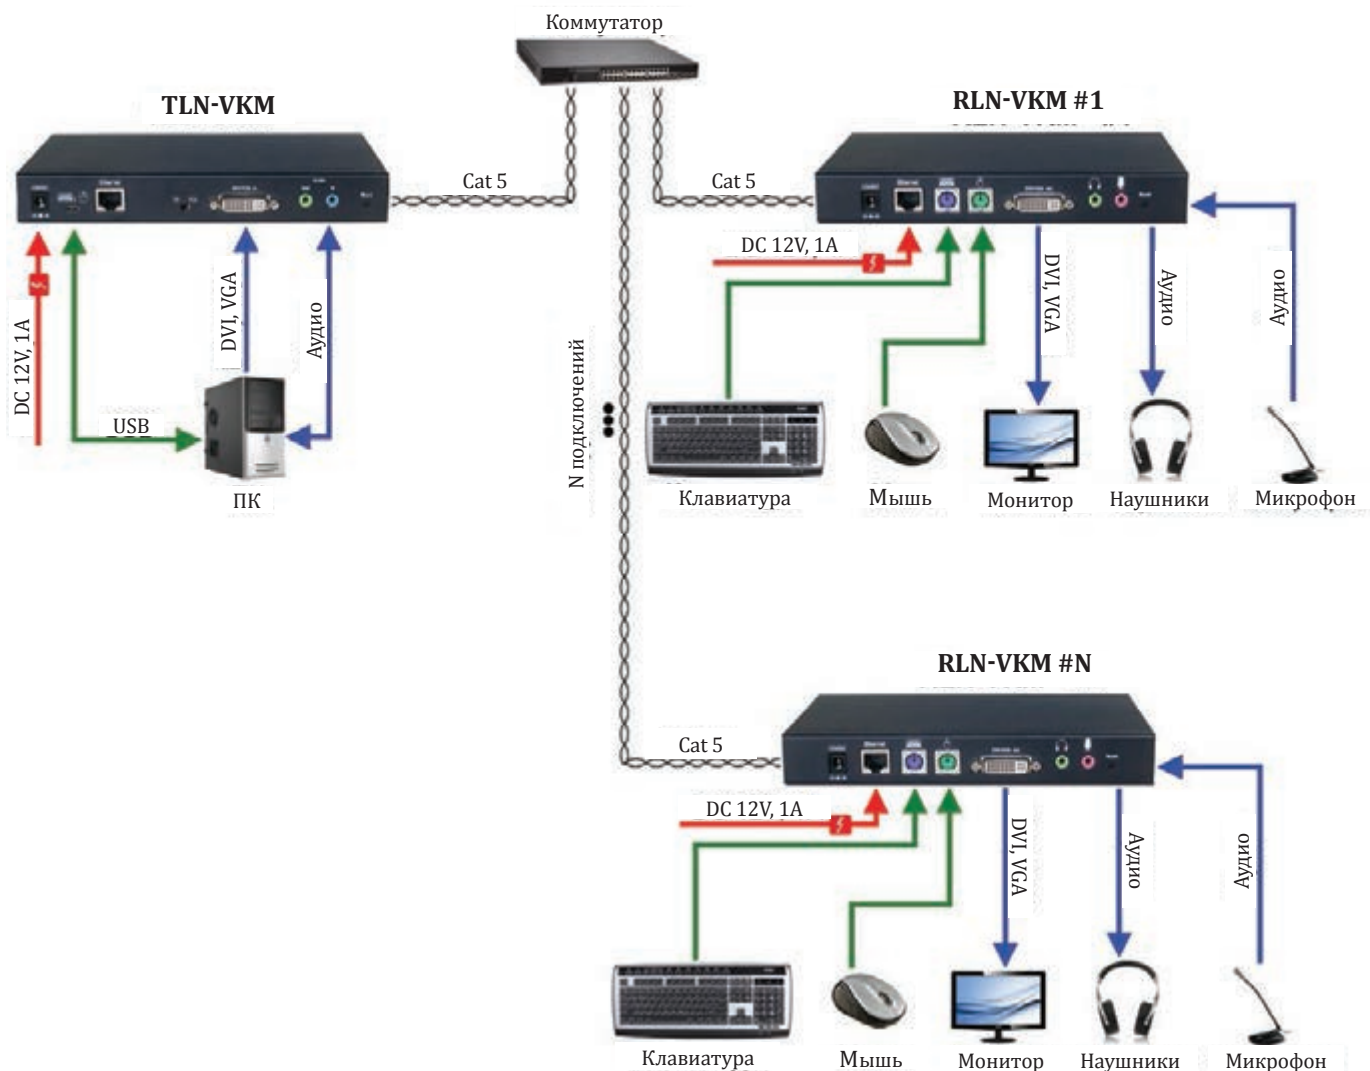 Коммутатор
TLN-VKM
RLN-VKM #1
Cat 5
Cat 5
DC 12V, 1A
DVI, VGA
Аудио
USB
ПК
N подключений
DC 12V, 1A
DVI, VGA
Аудио
Аудио
Клавиатура
Мышь
Монитор
Наушники
Микрофон
RLN-VKM #N
Cat 5
DC 12V, 1A
DVI, VGA
Аудио
Аудио
Клавиатура
Мышь
Монитор
Наушники
Микрофон